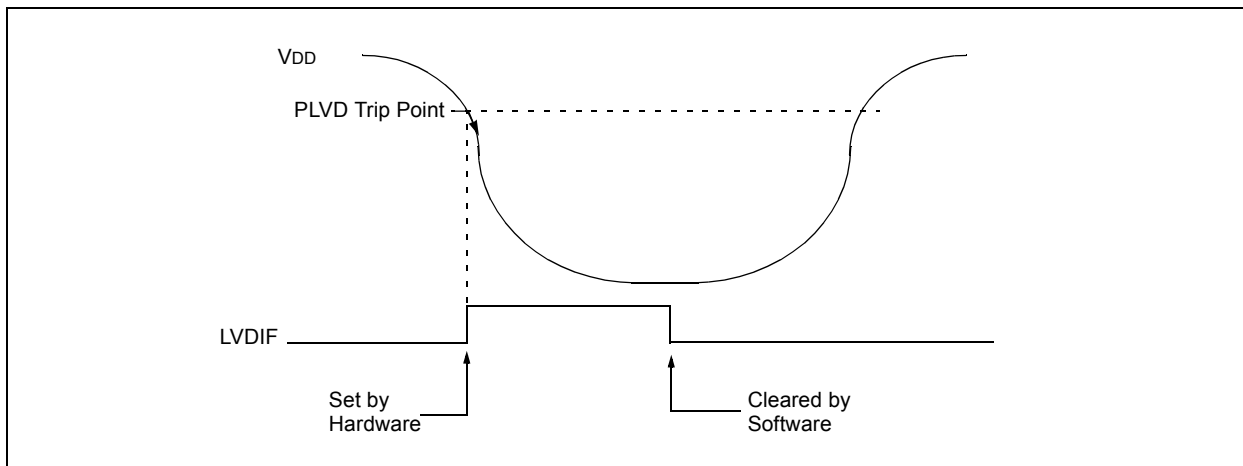 VDD
PLVD Trip Point
LVDIF
Set by
Hardware
Cleared by
Software